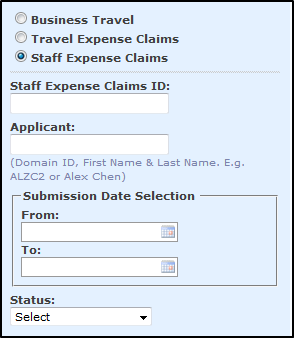 Business Travel
Travel Expense Claims
Staff Expense Claims
Staff Expense Claims ID:
Applicant:
(Domain ID, First Name & Last Name. E.g.
ALZC2 or Alex Chen)
Submission Date Selection
From:
To:
Status:
Select